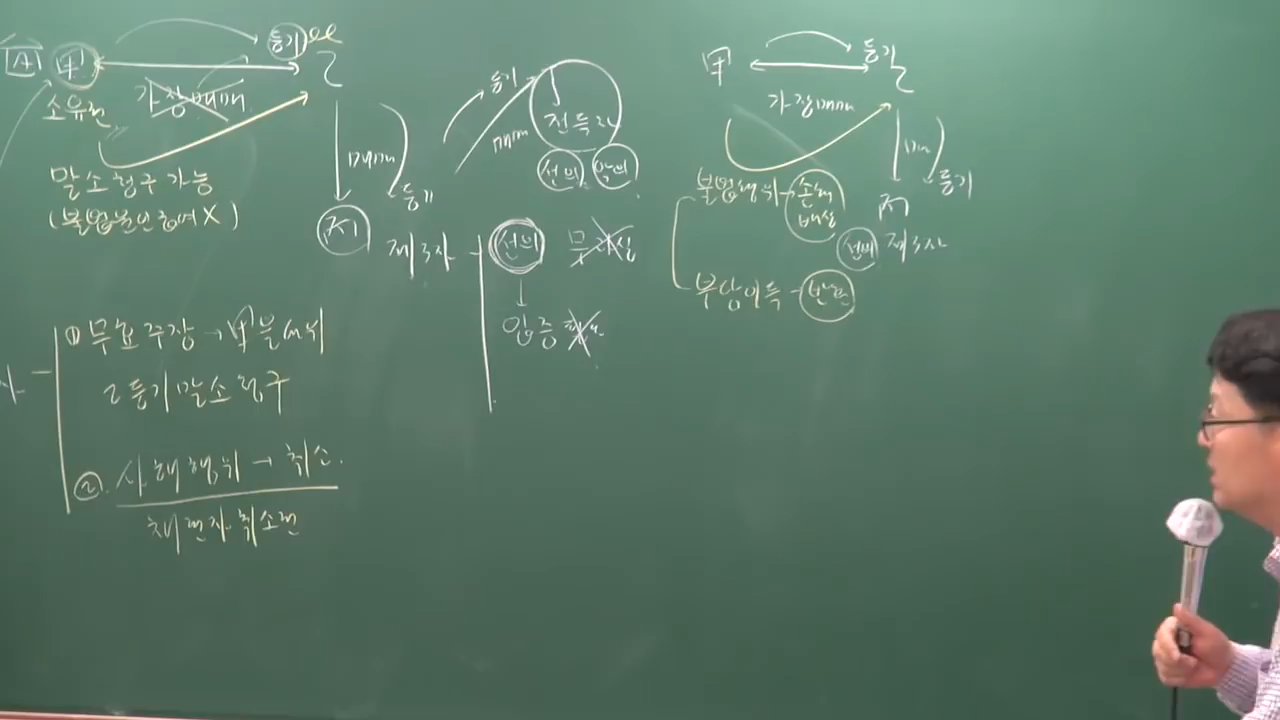 A 甲
등기
乙
소유권
가장매매
말소청구 가능
(불법원인급여X)
매매
등기
丙
제3자
선의
무과실
입증
① 무효주장 → 甲을 대위
乙 등기말소청구
②. 사해행위 → 취소.
채권자취소권
등기
매매
전득자
선의
악의
甲
등기
乙
가장매매
매매
등기
丙
선의 제3자
불법행위 - 손해배상
부당이득 - 반환